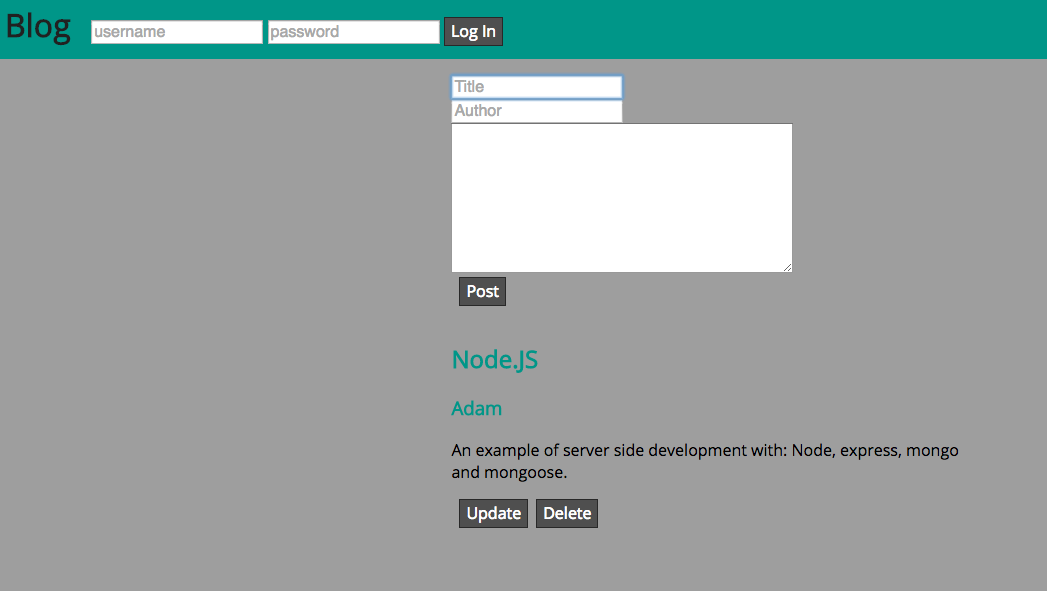 Blog username password Log In
Title
Author
Post
Node.JS
Adam
An example of server side development with: Node, express, mongo
and mongoose.
Update Delete